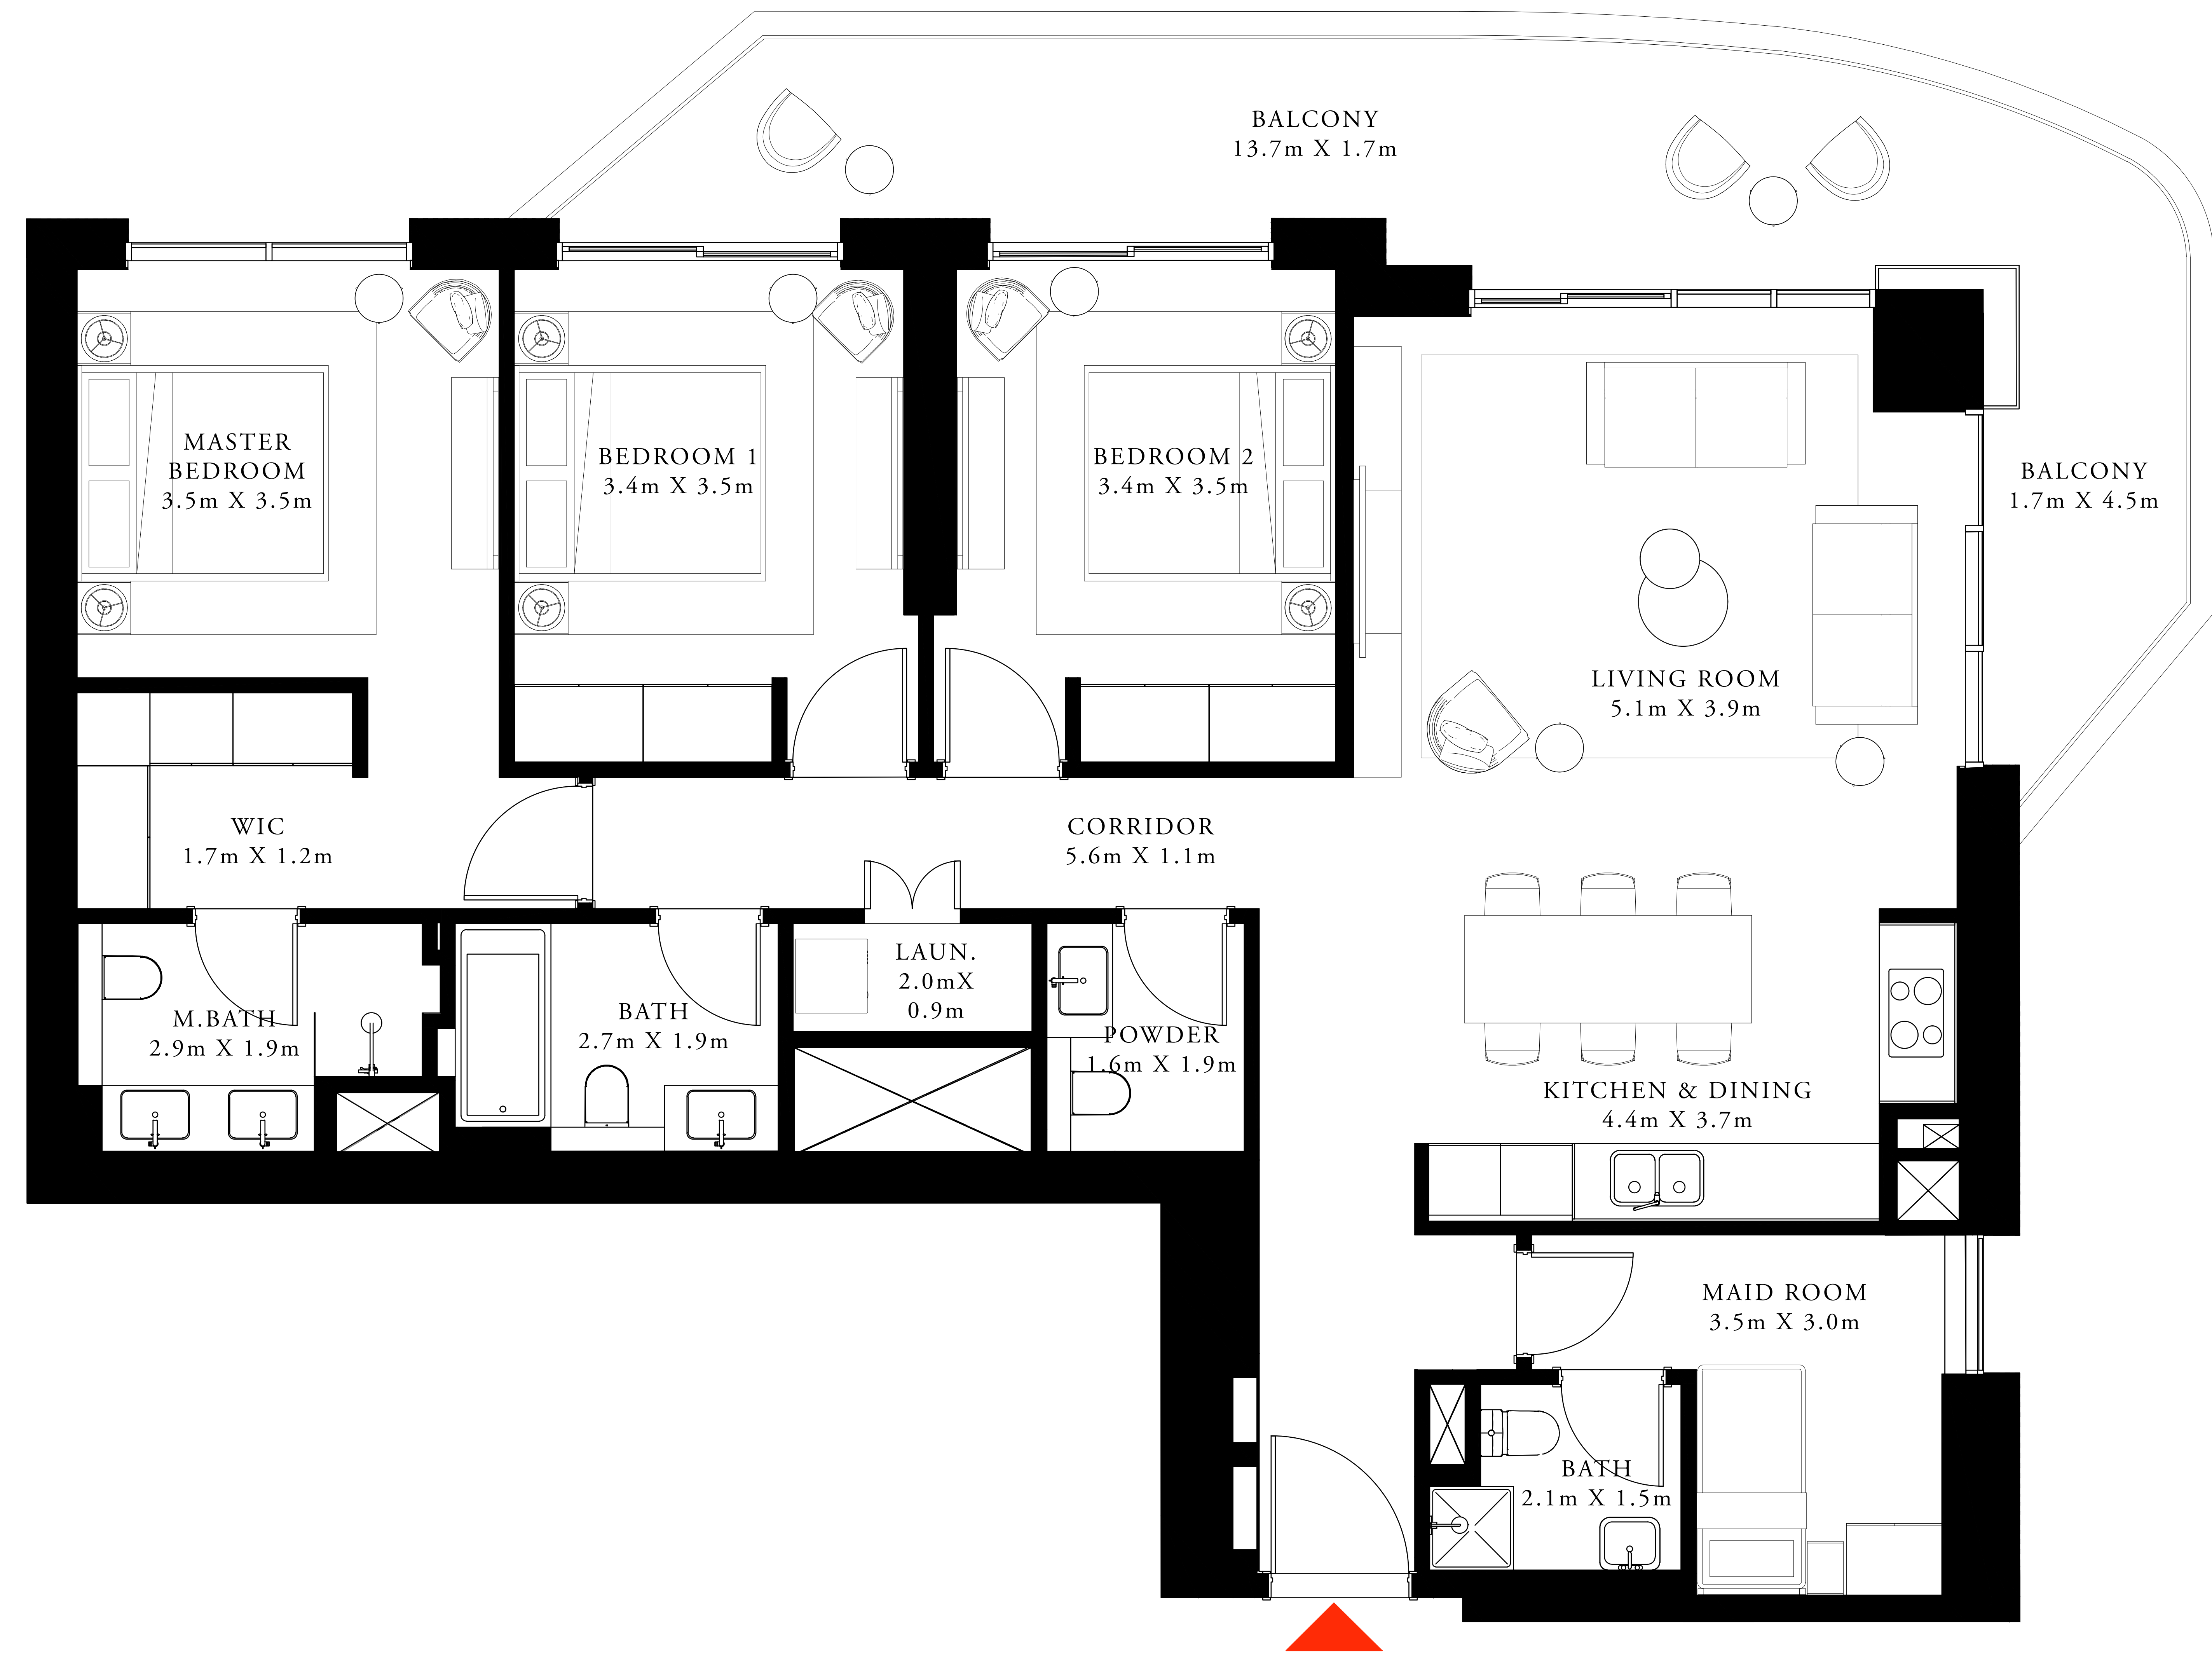 BALCONY
13.7m X 1.7m
MASTER
BEDROOM
3.5m X 3.5m
BEDROOM 1
3.4m X 3.5m
BEDROOM 2
3.4m X 3.5m
BALCONY
1.7m X 4.5m
LIVING ROOM
5.1m X 3.9m
WIC
1.7m X 1.2m
CORRIDOR
5.6m X 1.1m
M.BATH
2.9m X 1.9m
BATH
2.7m X 1.9m
LAUN.
2.0mX
0.9m
POWDER
1.6m X 1.9m
KITCHEN & DINING
4.4m X 3.7m
MAID ROOM
3.5m X 3.0m
BATH
2.1m X 1.5m